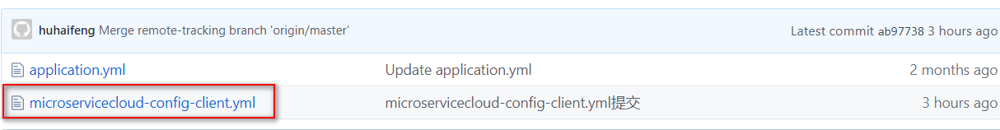 huhaifeng Merge remote-tracking branch 'origin/master' Latest commit ab97738 3 hours ago
application.yml Update application.yml 2 months ago
microservicecloud-config-client.yml microservicecloud-config-client.yml提交 3 hours ago